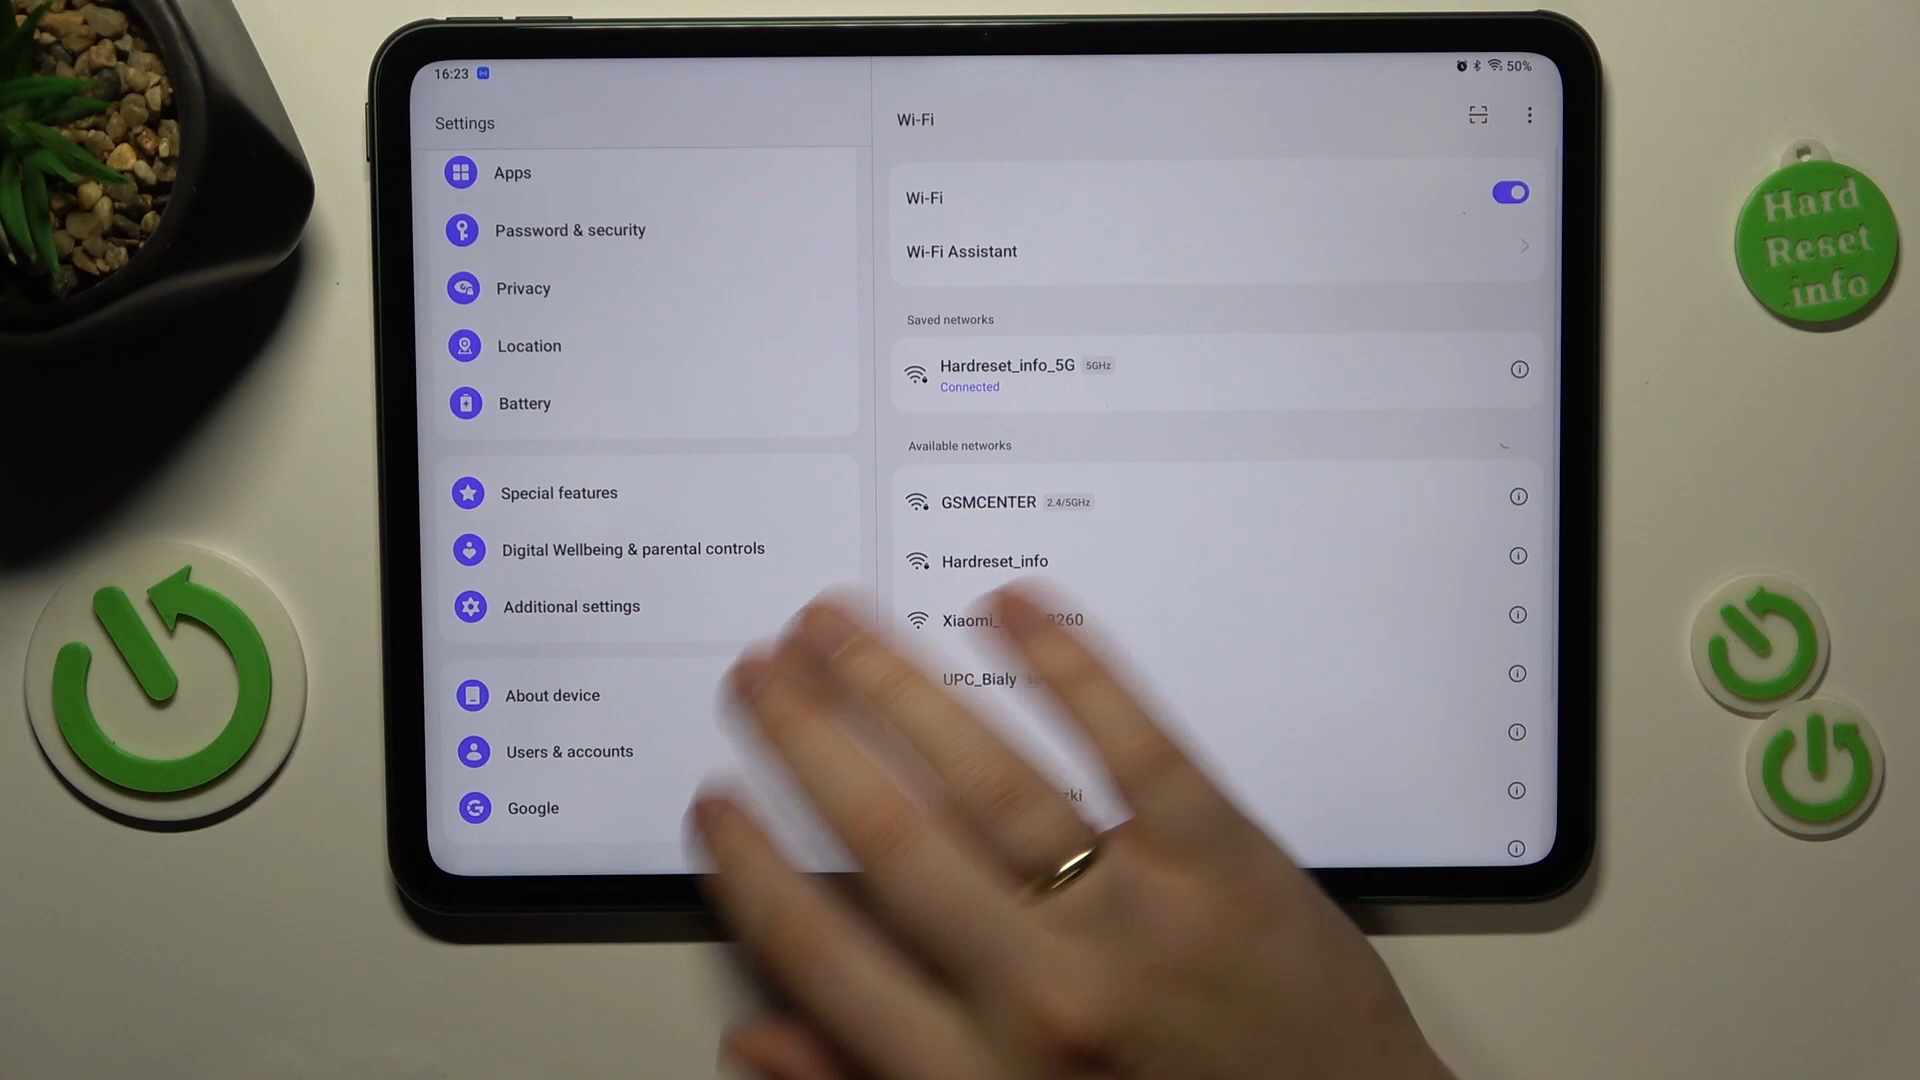 16:23
50%
Settings
Apps
Password & security
Privacy
Location
Battery
Special features
Digital Wellbeing & parental controls
Additional settings
About device
Users & accounts
Google
Wi-Fi
Wi-Fi
Wi-Fi Assistant
Saved networks
Hardreset_info_5G 5GHz
Connected
Available networks
GSMCENTER 2.4/5GHz
Hardreset_info
Xiaomi_ B260
UPC_Bialy
zki
Hard
Reset
.info